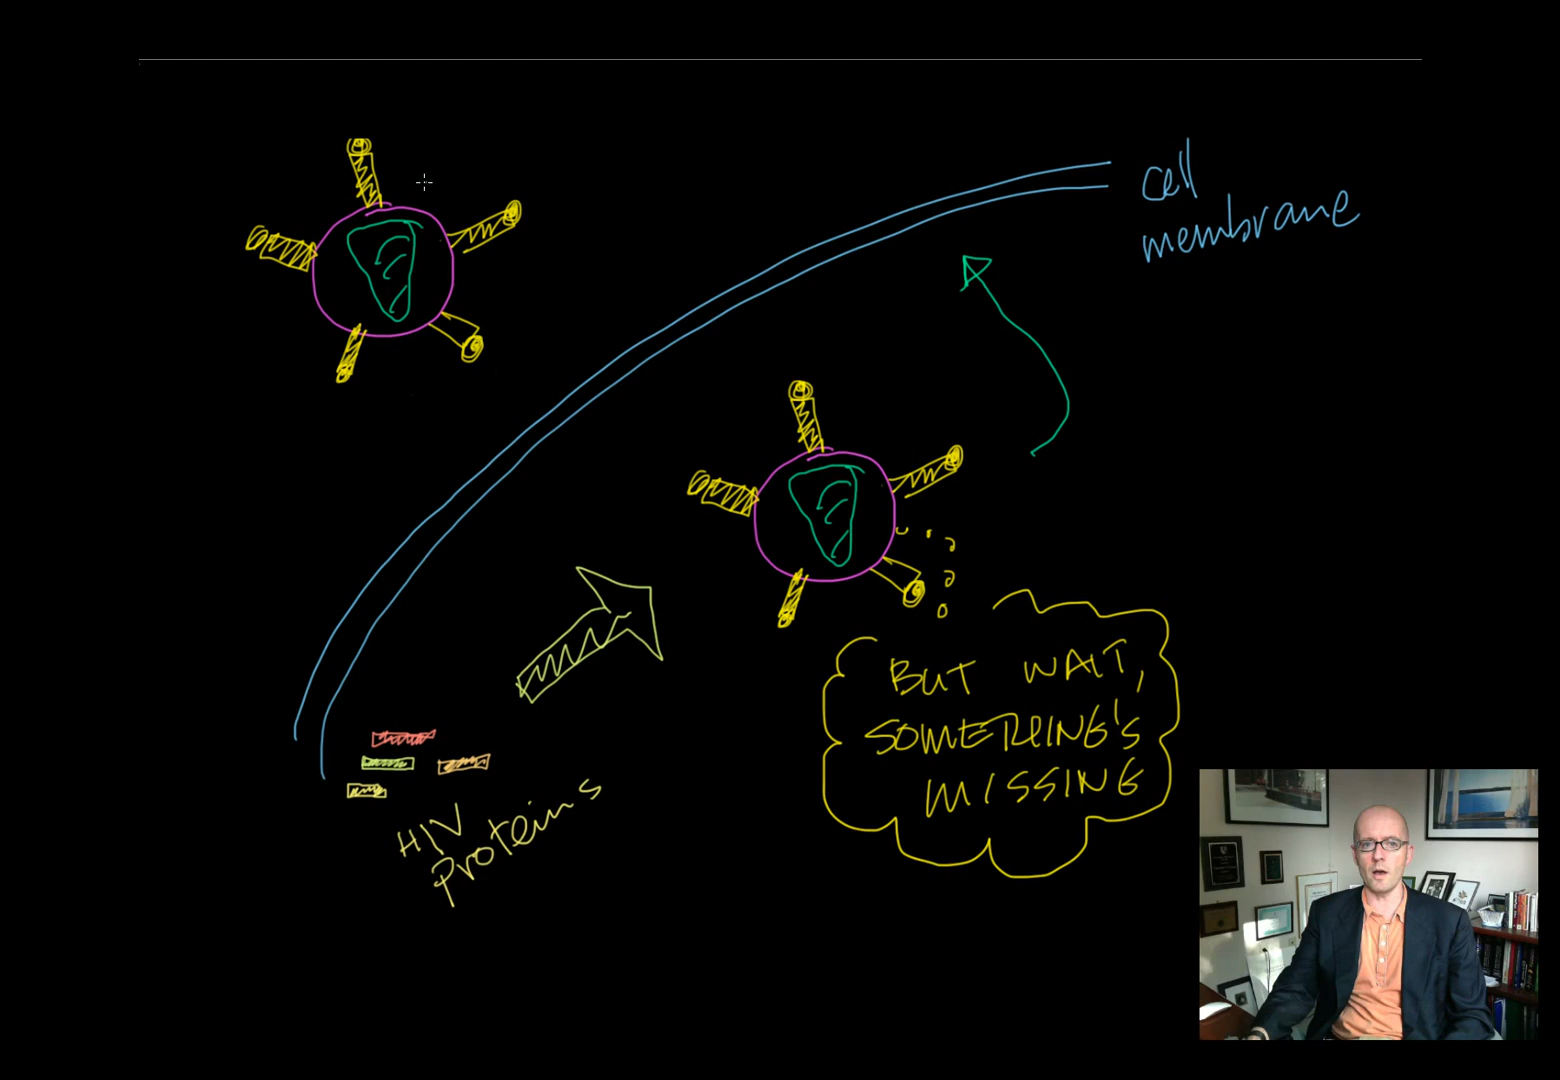 cell
membrane
BUT WAIT,
SOMETHING'S
MISSING
HIV
Proteins